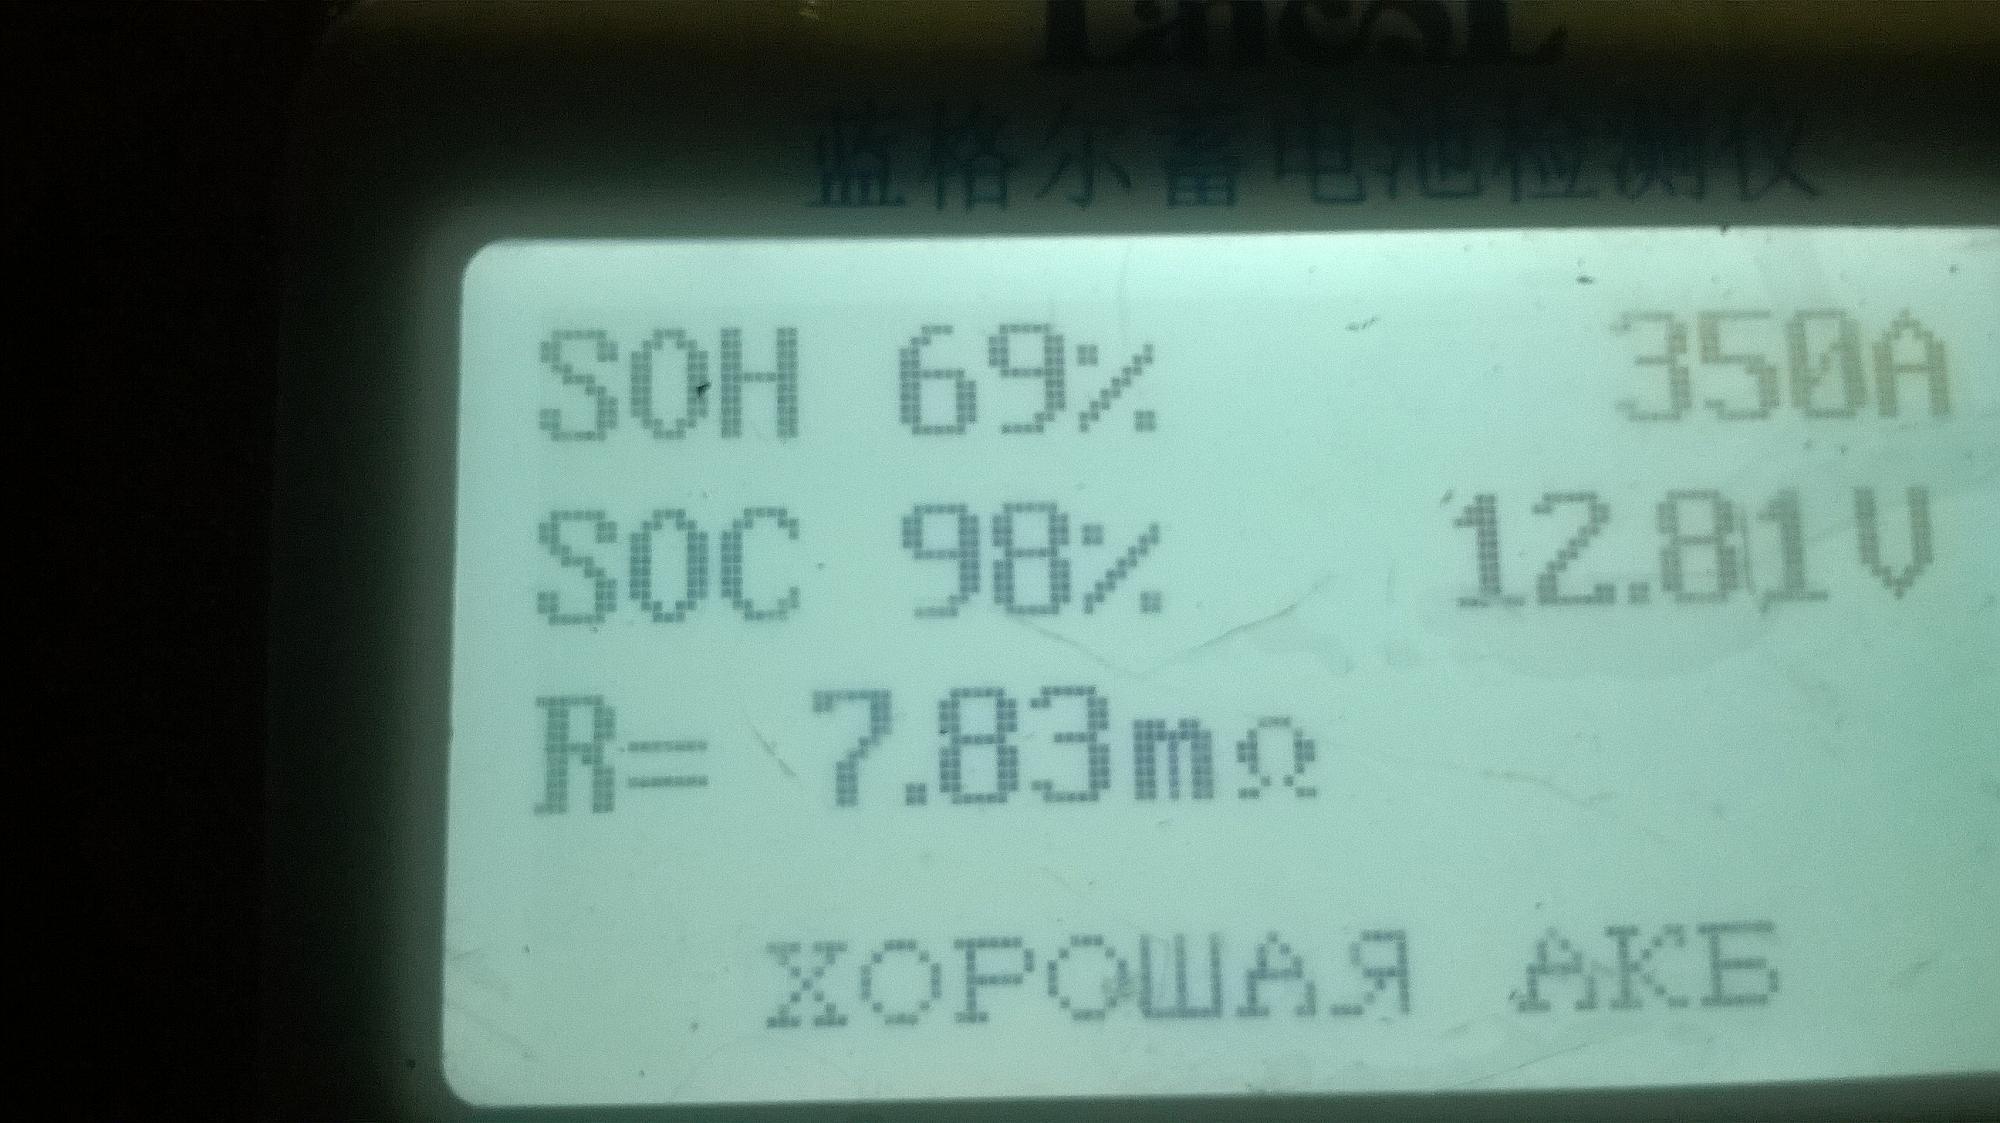 蓝格尔蓄电池检测仪
SOH 69% 350A
SOC 98% 12.81V
R= 7.83mΩ
ХОРОШАЯ АКБ